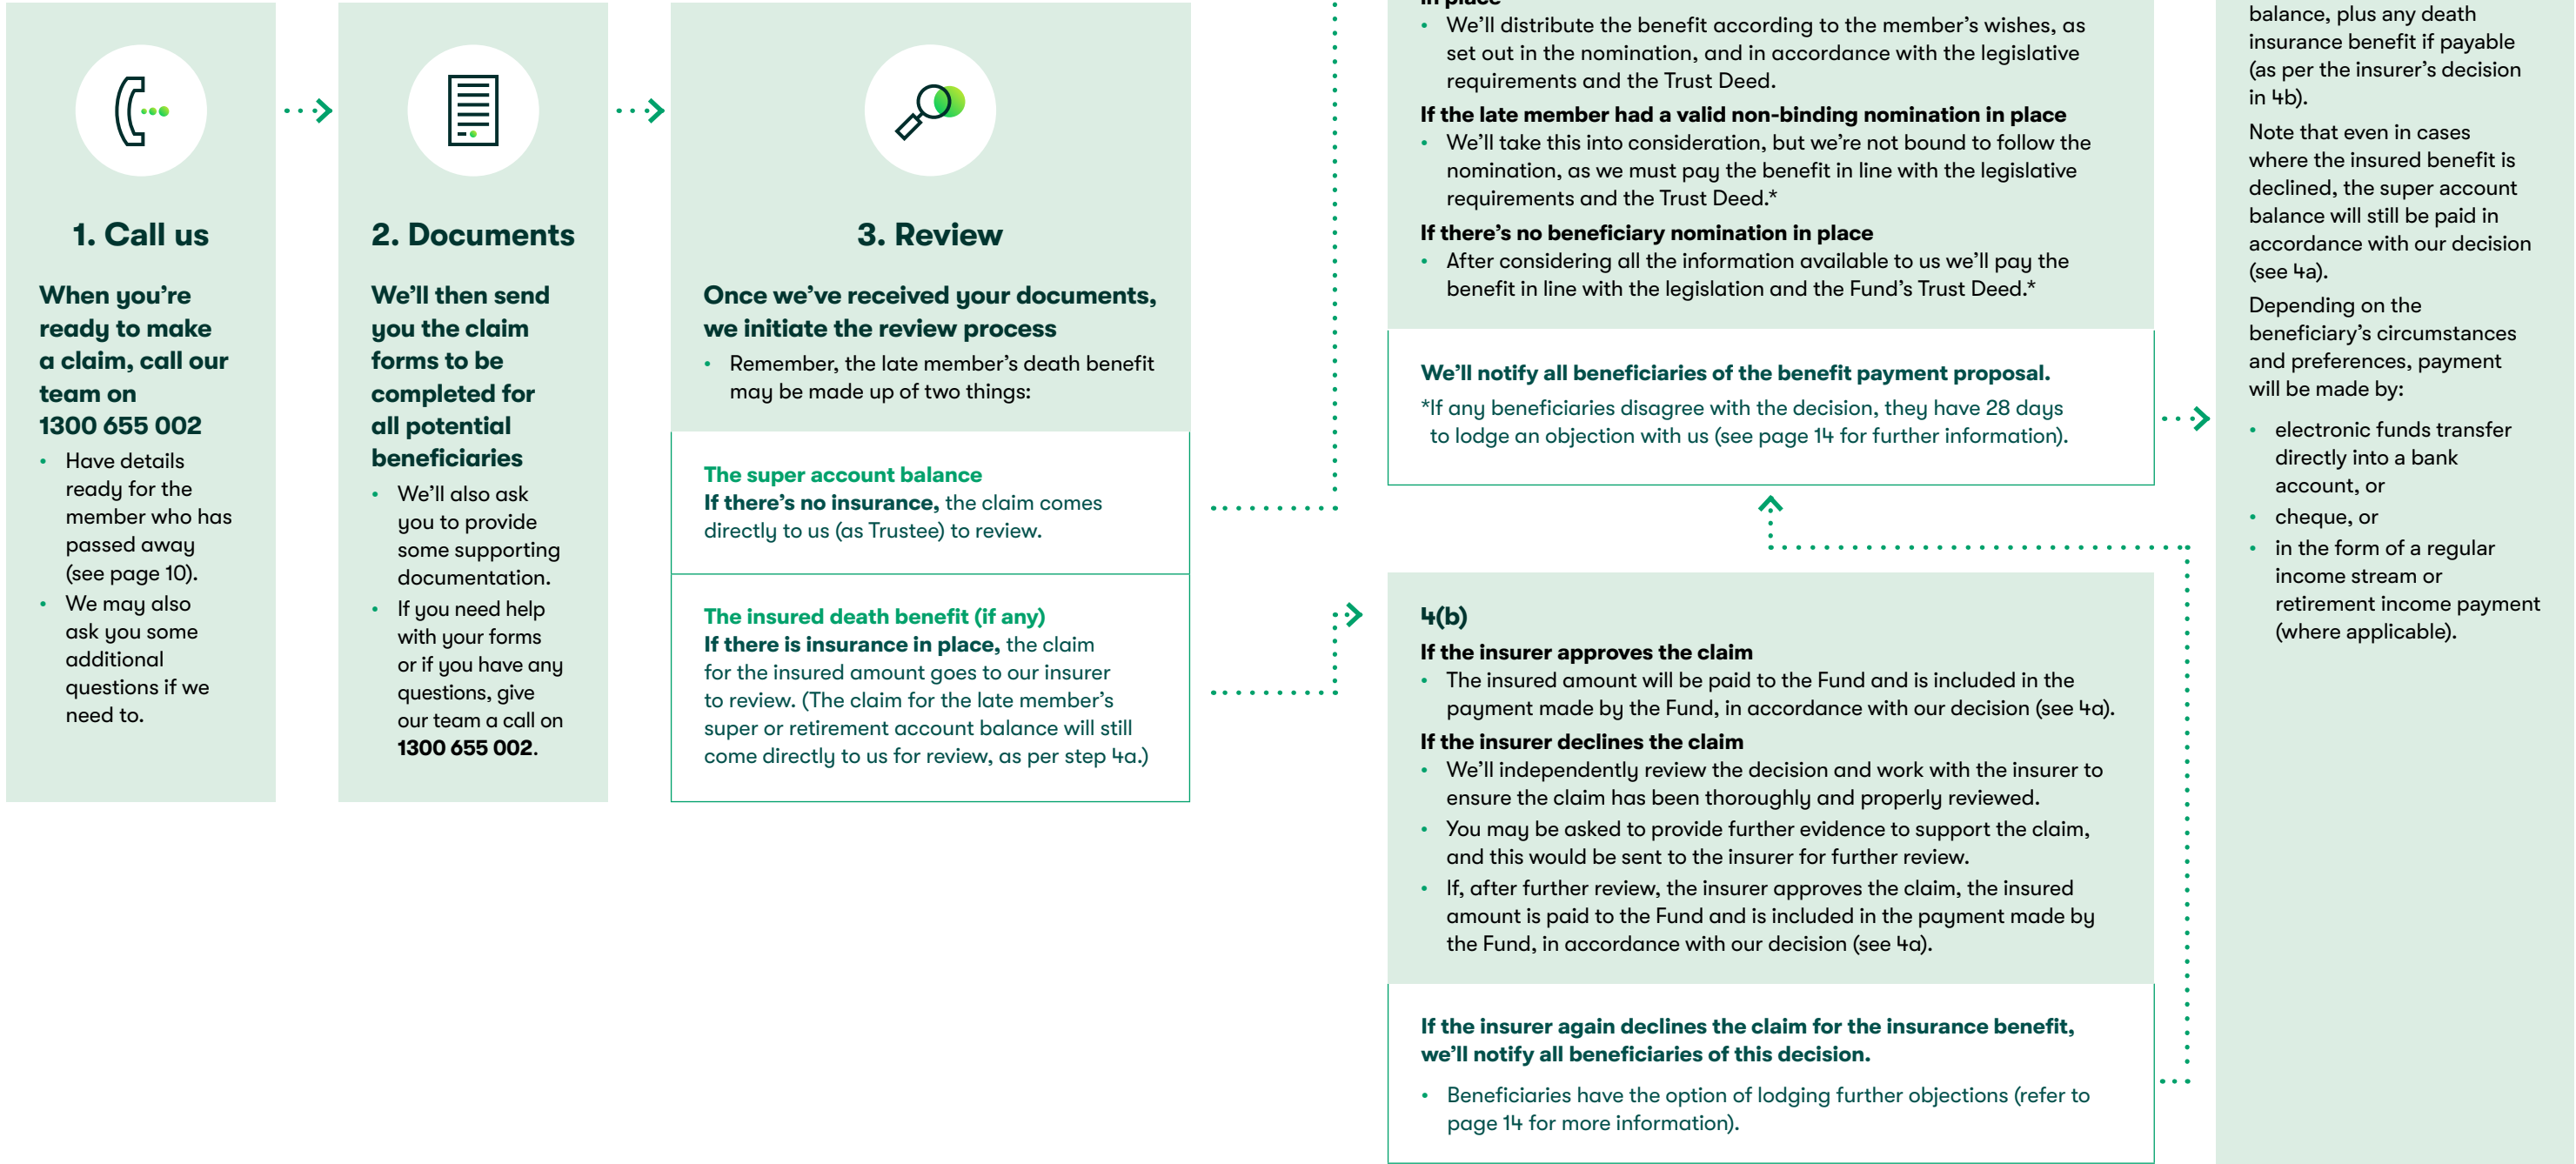 1. Call us
When you're
ready to make
a claim, call our
team on
1300 655 002
• Have details
ready for the
member who has
passed away
(see page 10).
• We may also
ask you some
additional
questions if we
need to.
2. Documents
We'll then send
you the claim
forms to be
completed for
all potential
beneficiaries
• We'll also ask
you to provide
some supporting
documentation.
• If you need help
with your forms
or if you have any
questions, give
our team a call on
1300 655 002.
3. Review
Once we've received your documents,
we initiate the review process
• Remember, the late member's death benefit
may be made up of two things:
The super account balance
If there's no insurance, the claim comes
directly to us (as Trustee) to review.
The insured death benefit (if any)
If there is insurance in place, the claim
for the insured amount goes to our insurer
to review. (The claim for the late member's
super or retirement account balance will still
come directly to us for review, as per step 4a.)
in place
• We'll distribute the benefit according to the member's wishes, as
set out in the nomination, and in accordance with the legislative
requirements and the Trust Deed.
If the late member had a valid non-binding nomination in place
• We'll take this into consideration, but we're not bound to follow the
nomination, as we must pay the benefit in line with the legislative
requirements and the Trust Deed.*
If there's no beneficiary nomination in place
• After considering all the information available to us we'll pay the
benefit in line with the legislation and the Fund's Trust Deed.*
We'll notify all beneficiaries of the benefit payment proposal.
*If any beneficiaries disagree with the decision, they have 28 days
to lodge an objection with us (see page 14 for further information).
4(b)
If the insurer approves the claim
• The insured amount will be paid to the Fund and is included in the
payment made by the Fund, in accordance with our decision (see 4a).
If the insurer declines the claim
• We'll independently review the decision and work with the insurer to
ensure the claim has been thoroughly and properly reviewed.
• You may be asked to provide further evidence to support the claim,
and this would be sent to the insurer for further review.
• If, after further review, the insurer approves the claim, the insured
amount is paid to the Fund and is included in the payment made by
the Fund, in accordance with our decision (see 4a).
If the insurer again declines the claim for the insurance benefit,
we'll notify all beneficiaries of this decision.
• Beneficiaries have the option of lodging further objections (refer to
page 14 for more information).
balance, plus any death
insurance benefit if payable
(as per the insurer's decision
in 4b).
Note that even in cases
where the insured benefit is
declined, the super account
balance will still be paid in
accordance with our decision
(see 4a).
Depending on the
beneficiary's circumstances
and preferences, payment
will be made by:
• electronic funds transfer
directly into a bank
account, or
• cheque, or
• in the form of a regular
income stream or
retirement income payment
(where applicable).